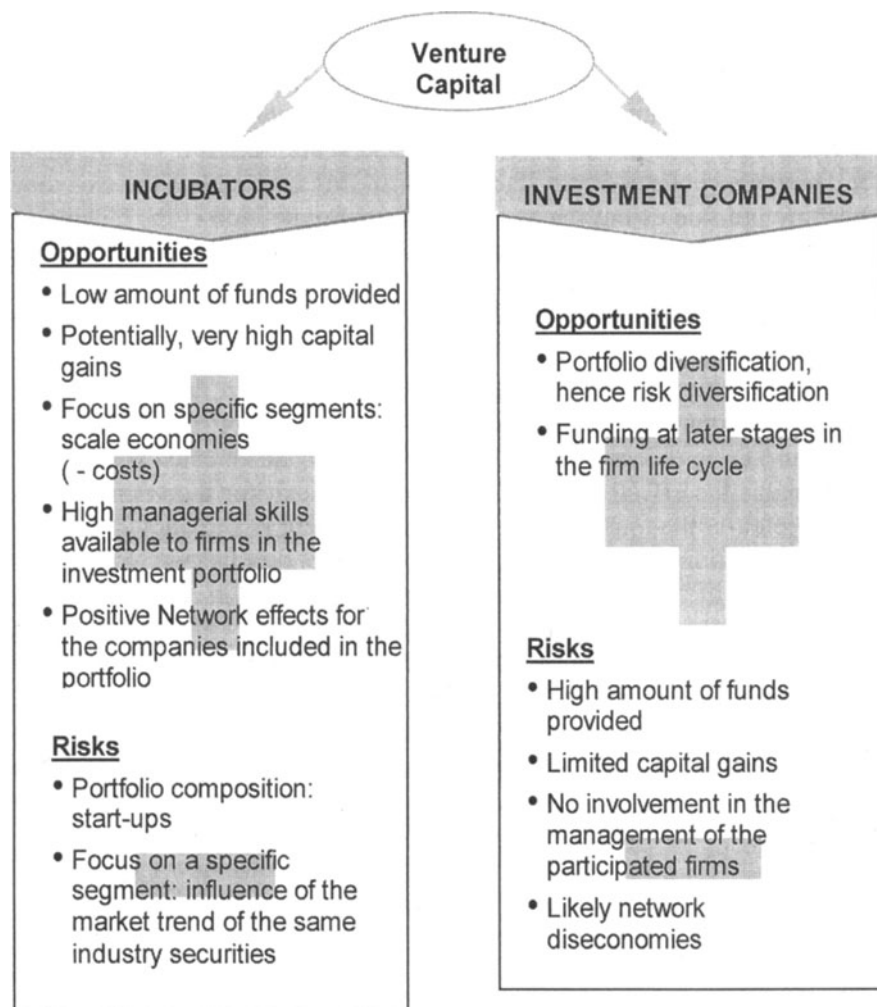 Venture
Capital
INCUBATORS
Opportunities
• Low amount of funds provided
• Potentially, very high capital
gains
• Focus on specific segments:
scale economies
( - costs)
• High managerial skills
available to firms in the
investment portfolio
• Positive Network effects for
the companies included in the
portfolio
Risks
• Portfolio composition:
start-ups
• Focus on a specific
segment: influence of the
market trend of the same
industry securities
INVESTMENT COMPANIES
Opportunities
• Portfolio diversification,
hence risk diversification
• Funding at later stages in
the firm life cycle
Risks
• High amount of funds
provided
• Limited capital gains
• No involvement in the
management of the
participated firms
• Likely network
diseconomies